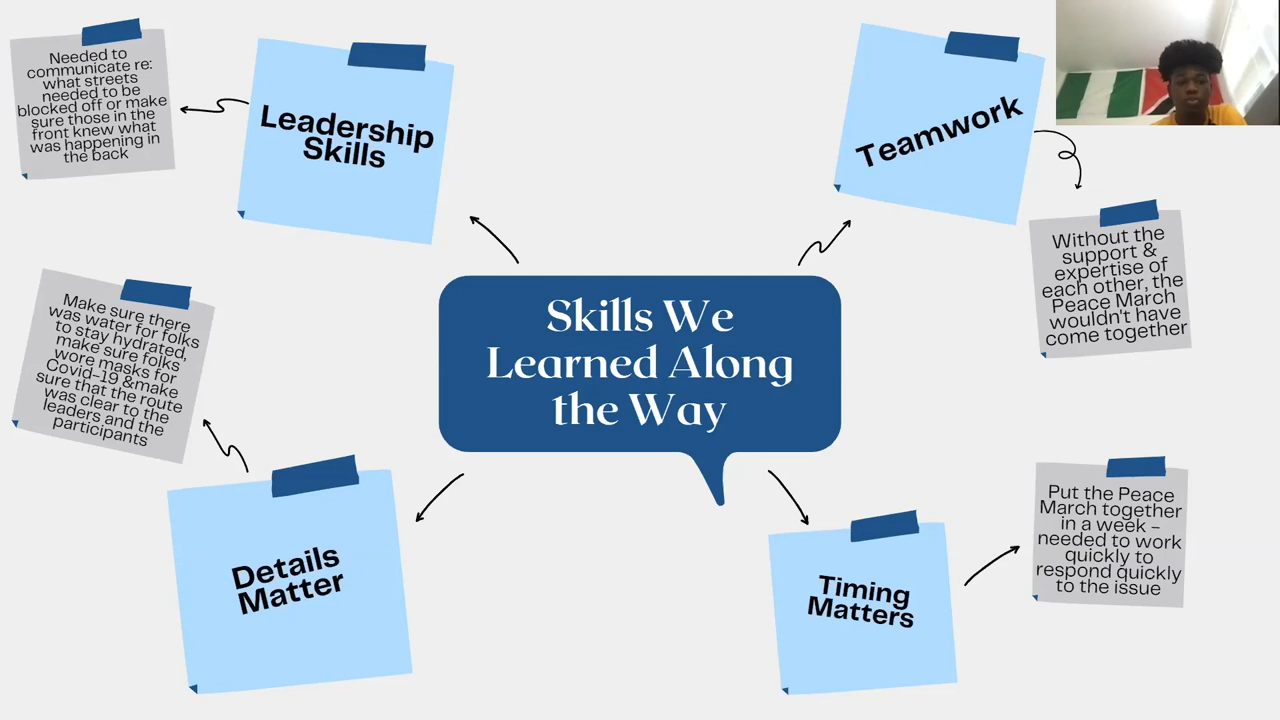 Needed to
communicate re:
what streets
needed to be
blocked off or make
sure those in the
front knew what
was happening in
the back
Leadership
Skills
Teamwork
Without the
support &
expertise of
each other, the
Peace March
wouldn't have
come together
Skills We
Learned Along
the Way
Make sure there
was water for folks
to stay hydrated,
make sure folks
wore masks for
Covid-19 &make
sure that the route
was clear to the
leaders and the
participants
Details
Matter
Timing
Matters
Put the Peace
March together
in a week -
needed to work
quickly to
respond quickly
to the issue